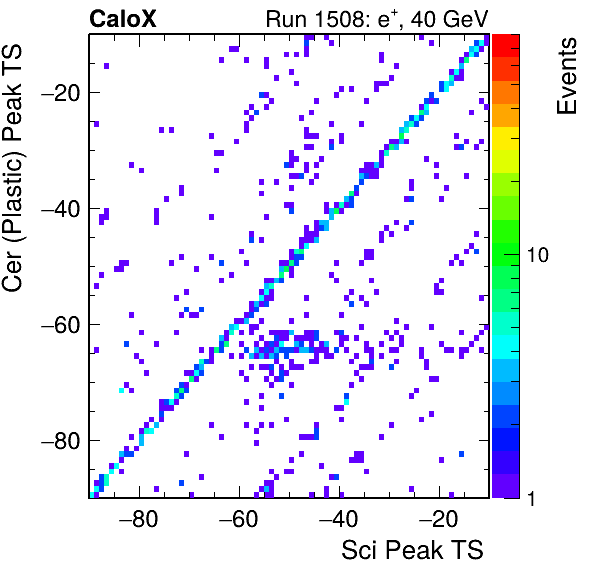 CaloX Run 1508: e⁺, 40 GeV
Events
Cer (Plastic) Peak TS
−20
−40
−60
−80
10
1
−80 −60 −40 −20
Sci Peak TS